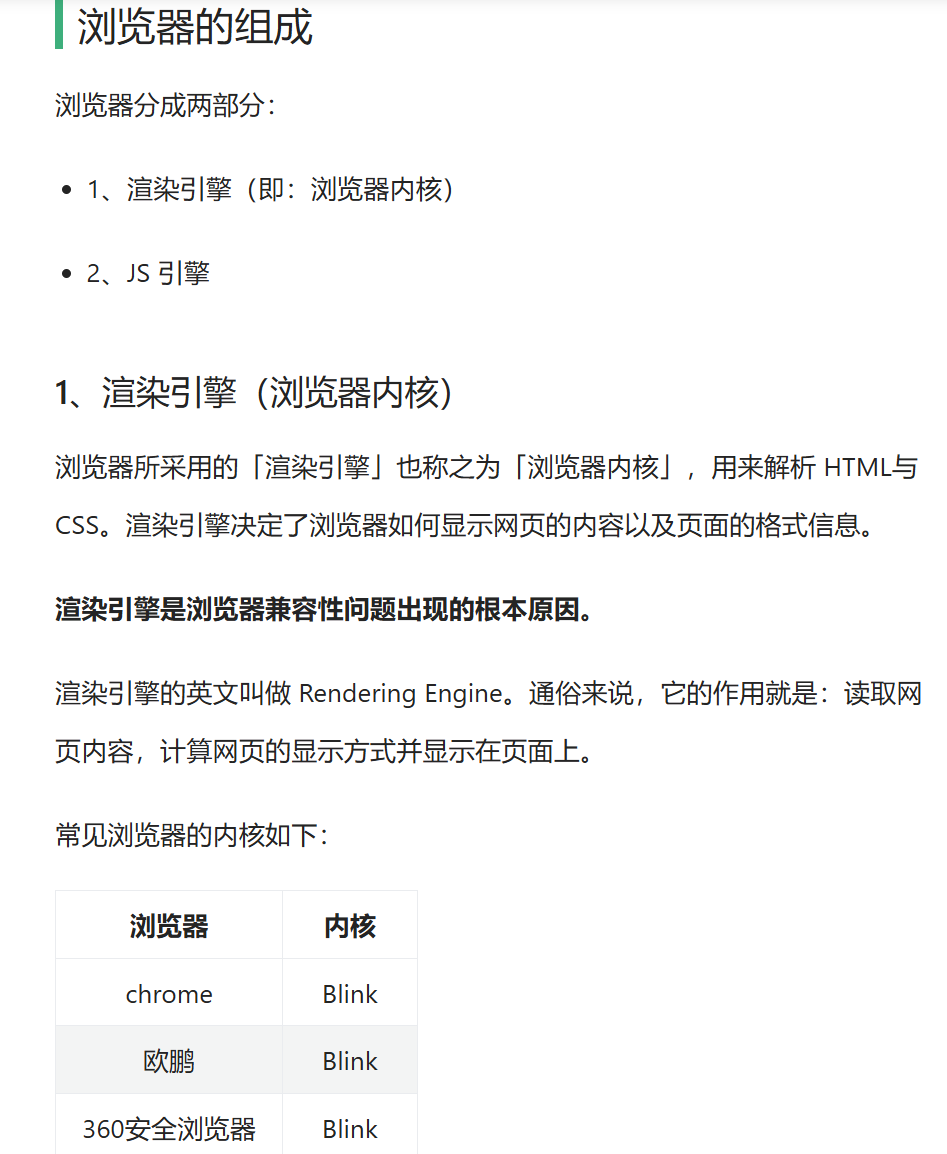 浏览器的组成
浏览器分成两部分：
• 1、渲染引擎（即：浏览器内核）
• 2、JS 引擎
1、渲染引擎（浏览器内核）
浏览器所采用的「渲染引擎」也称之为「浏览器内核」，用来解析 HTML与
CSS。渲染引擎决定了浏览器如何显示网页的内容以及页面的格式信息。
渲染引擎是浏览器兼容性问题出现的根本原因。
渲染引擎的英文叫做 Rendering Engine。通俗来说，它的作用就是：读取网
页内容，计算网页的显示方式并显示在页面上。
常见浏览器的内核如下：
浏览器 内核
chrome Blink
欧鹏 Blink
360安全浏览器 Blink